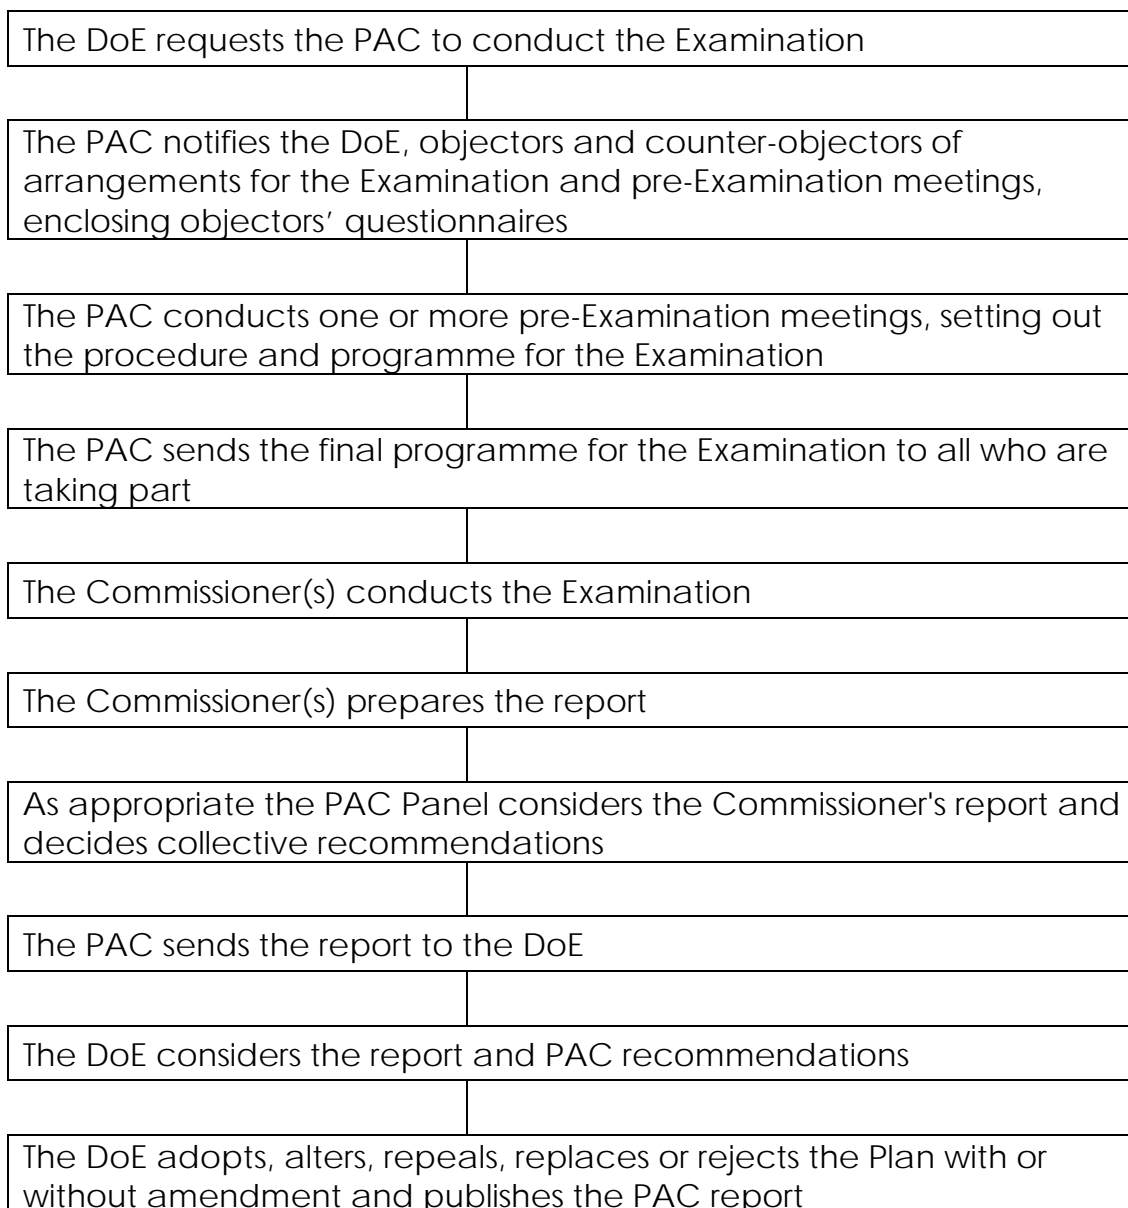 The DoE requests the PAC to conduct the Examination
The PAC notifies the DoE, objectors and counter-objectors of
arrangements for the Examination and pre-Examination meetings,
enclosing objectors’ questionnaires
The PAC conducts one or more pre-Examination meetings, setting out
the procedure and programme for the Examination
The PAC sends the final programme for the Examination to all who are
taking part
The Commissioner(s) conducts the Examination
The Commissioner(s) prepares the report
As appropriate the PAC Panel considers the Commissioner's report and
decides collective recommendations
The PAC sends the report to the DoE
The DoE considers the report and PAC recommendations
The DoE adopts, alters, repeals, replaces or rejects the Plan with or
without amendment and publishes the PAC report